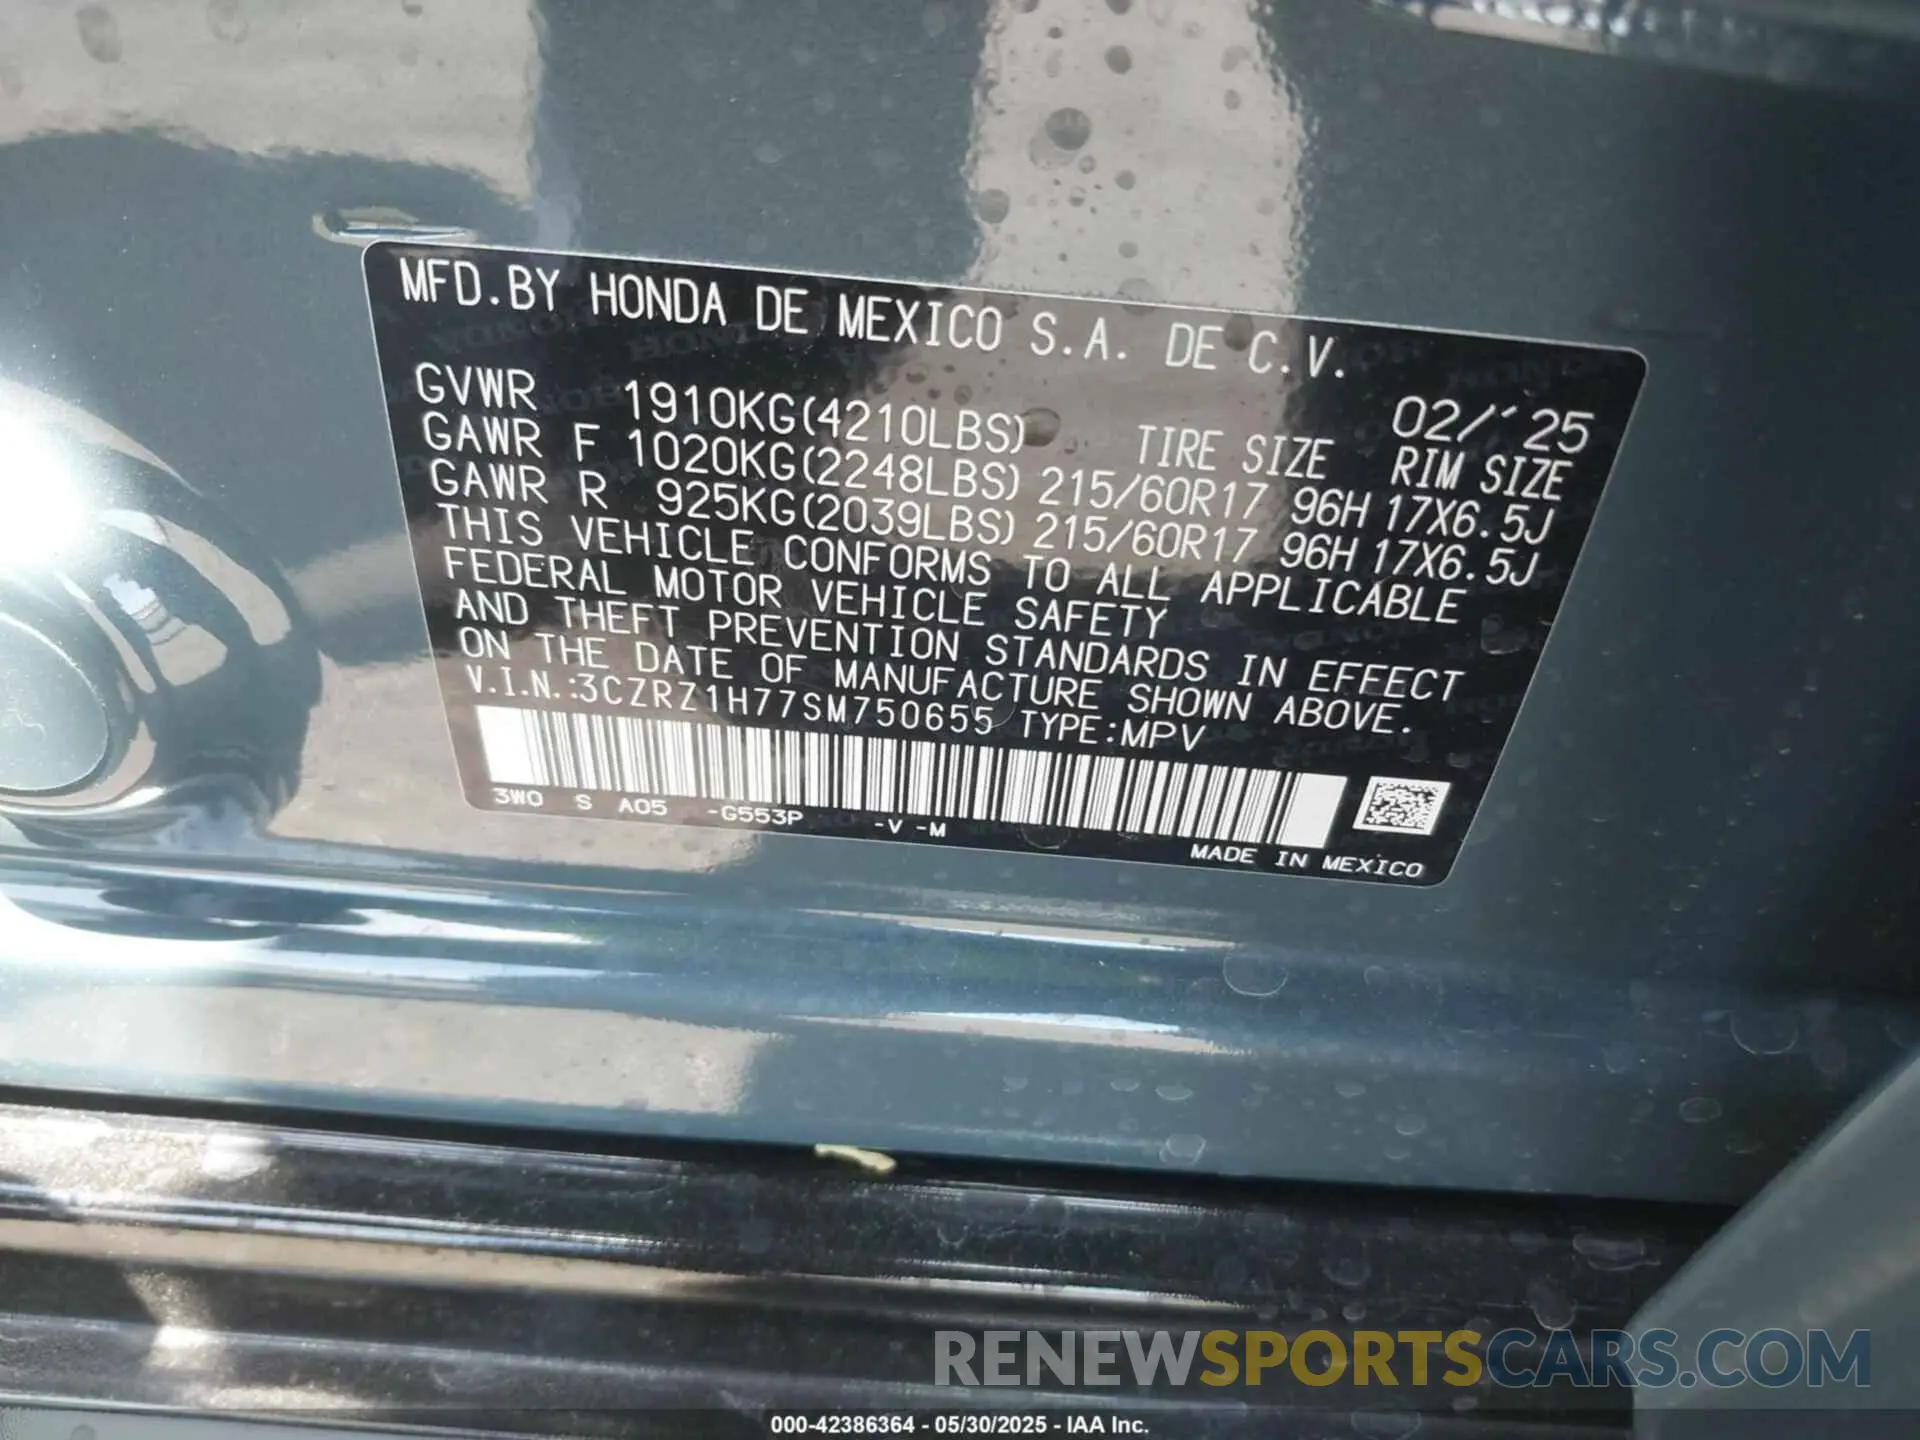 MFD.BY HONDA DE MEXICO S.A. DE C.V.
02/'25
GVWR 1910KG(4210LBS) TIRE SIZE RIM SIZE
GAWR F 1020KG(2248LBS) 215/60R17 96H 17X6.5J
GAWR R 925KG(2039LBS) 215/60R17 96H 17X6.5J
THIS VEHICLE CONFORMS TO ALL APPLICABLE
FEDERAL MOTOR VEHICLE SAFETY
AND THEFT PREVENTION STANDARDS IN EFFECT
ON THE DATE OF MANUFACTURE SHOWN ABOVE.
V.I.N.:3CZRZ1H77SM750655 TYPE:MPV
3W0 S A05 -G553P -V -M
MADE IN MEXICO
RENEWSPORTSCARS.COM
000-42386364 - 05/30/2025 - IAA Inc.